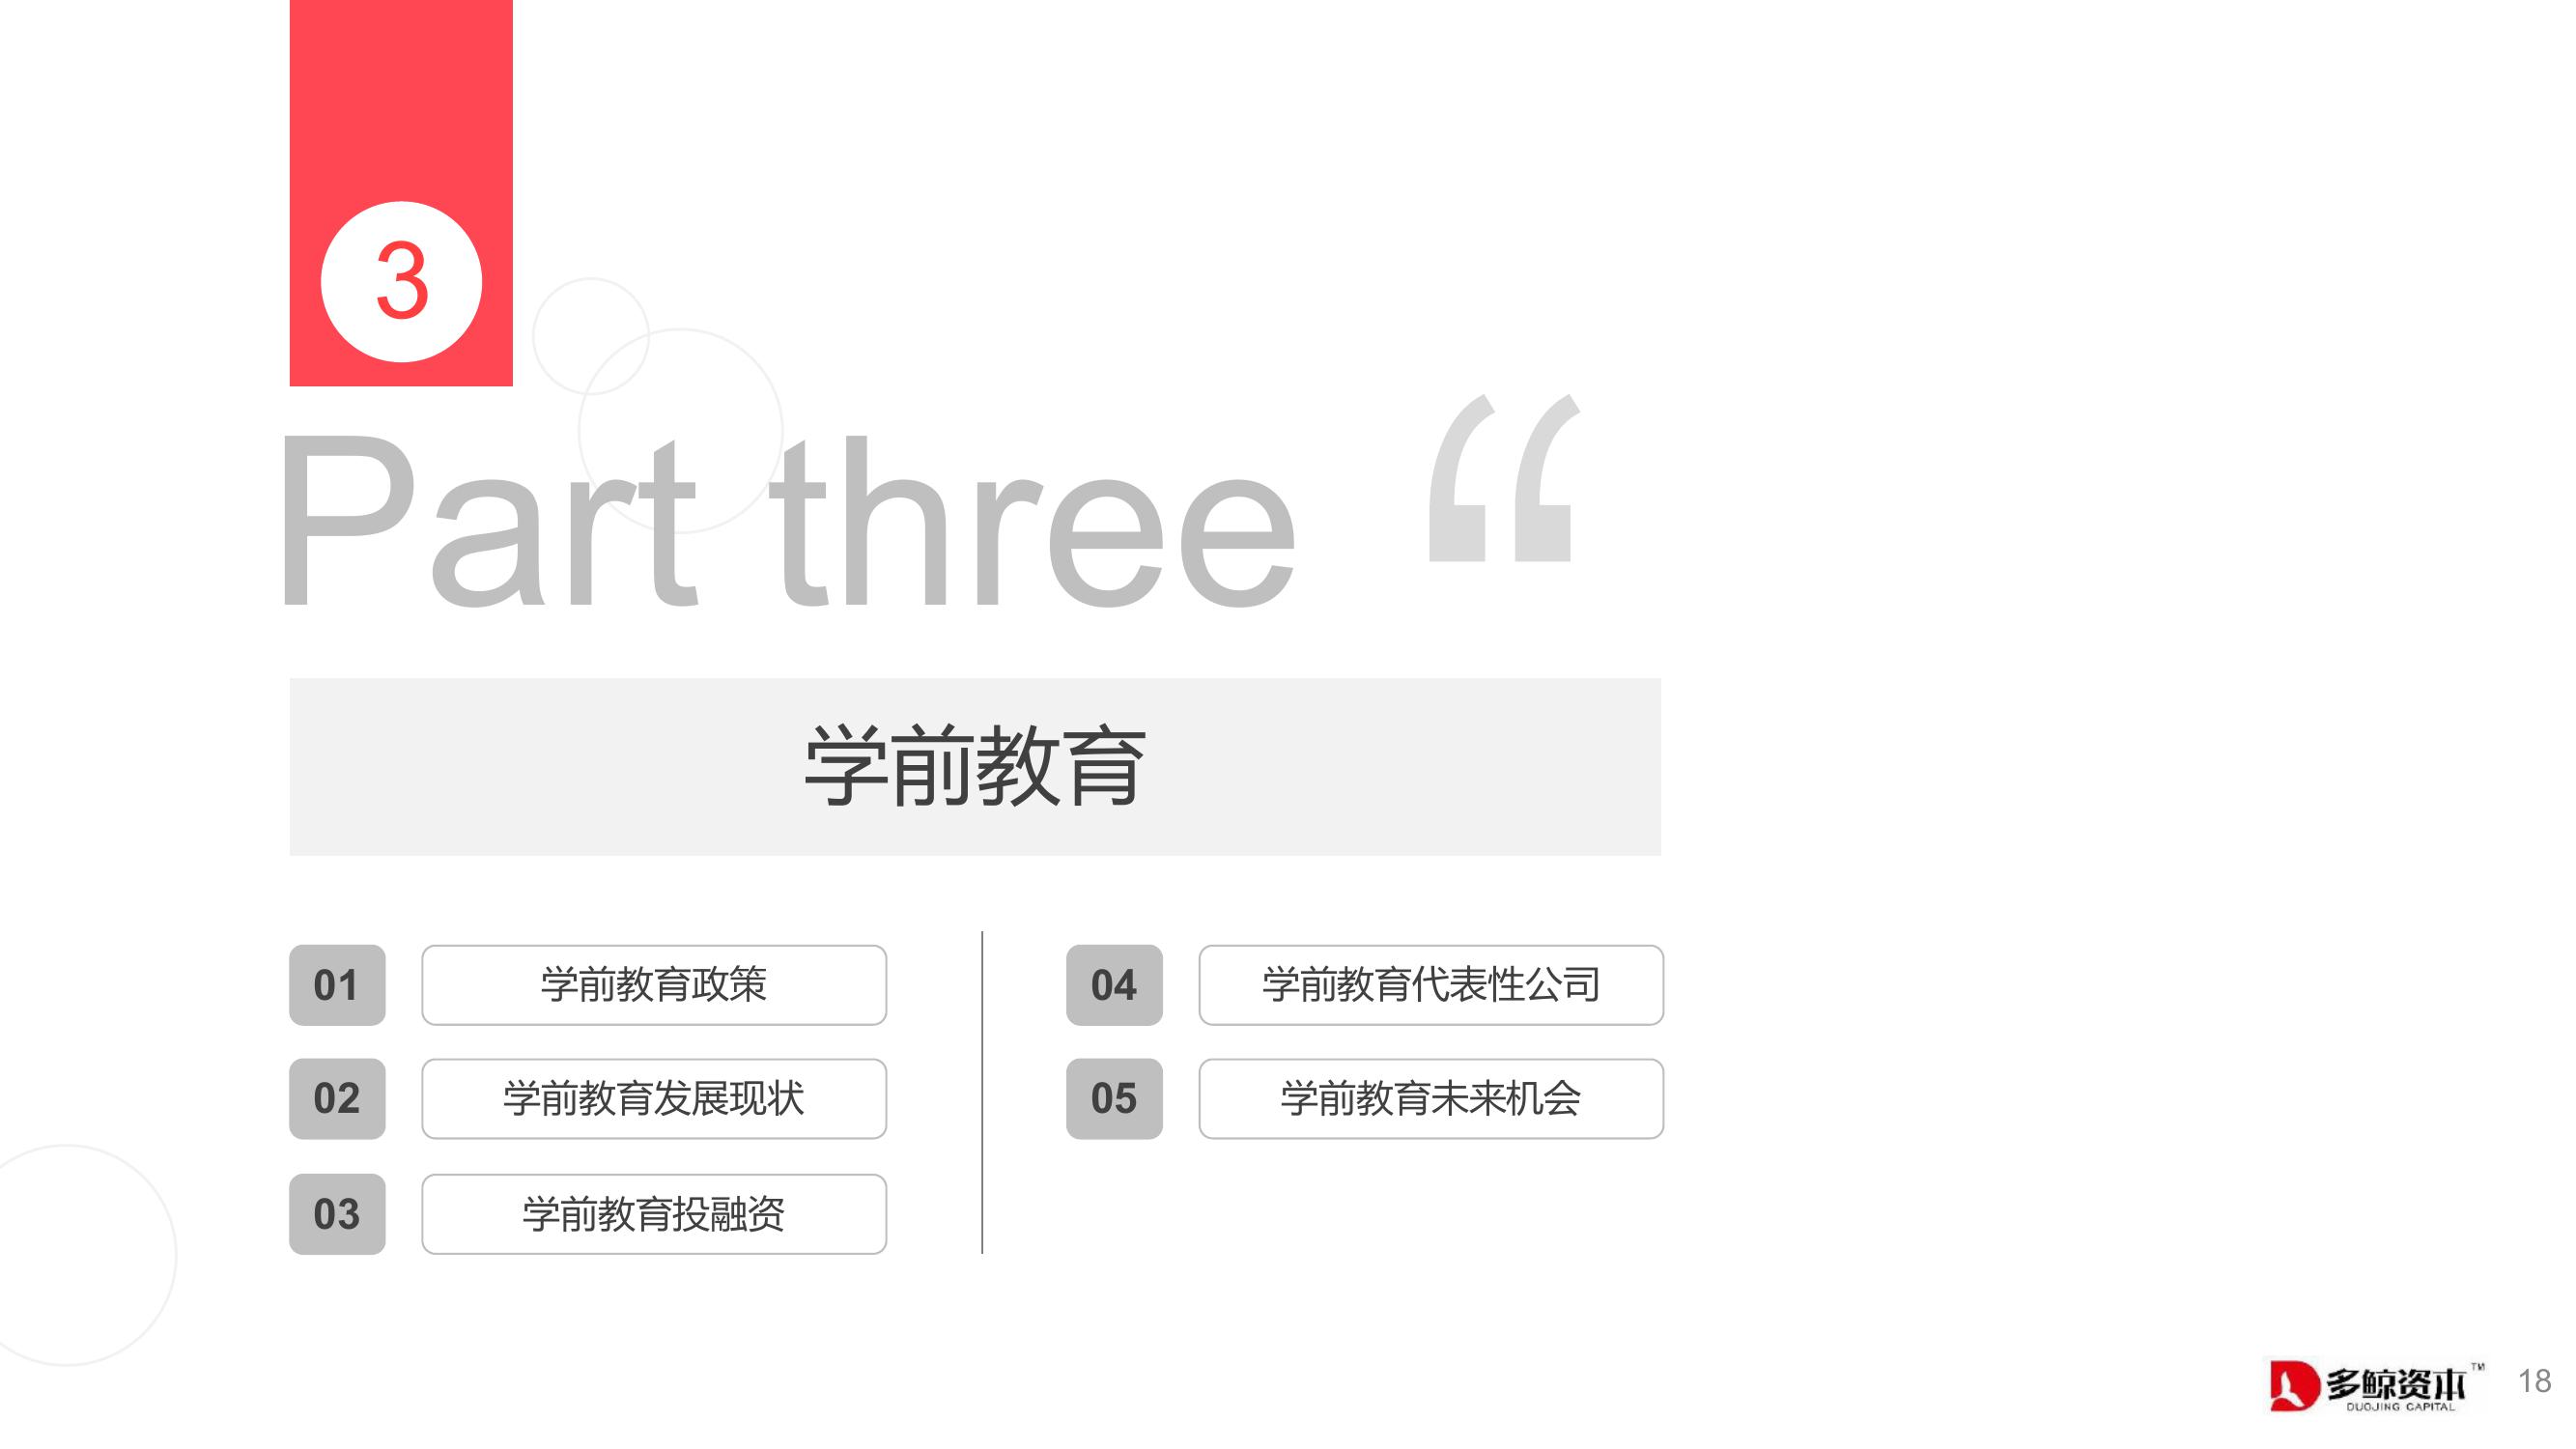 3
Part three “
学前教育
01 学前教育政策
02 学前教育发展现状
03 学前教育投融资
04 学前教育代表性公司
05 学前教育未来机会
多鲸资本™
DUOJING CAPITAL
18